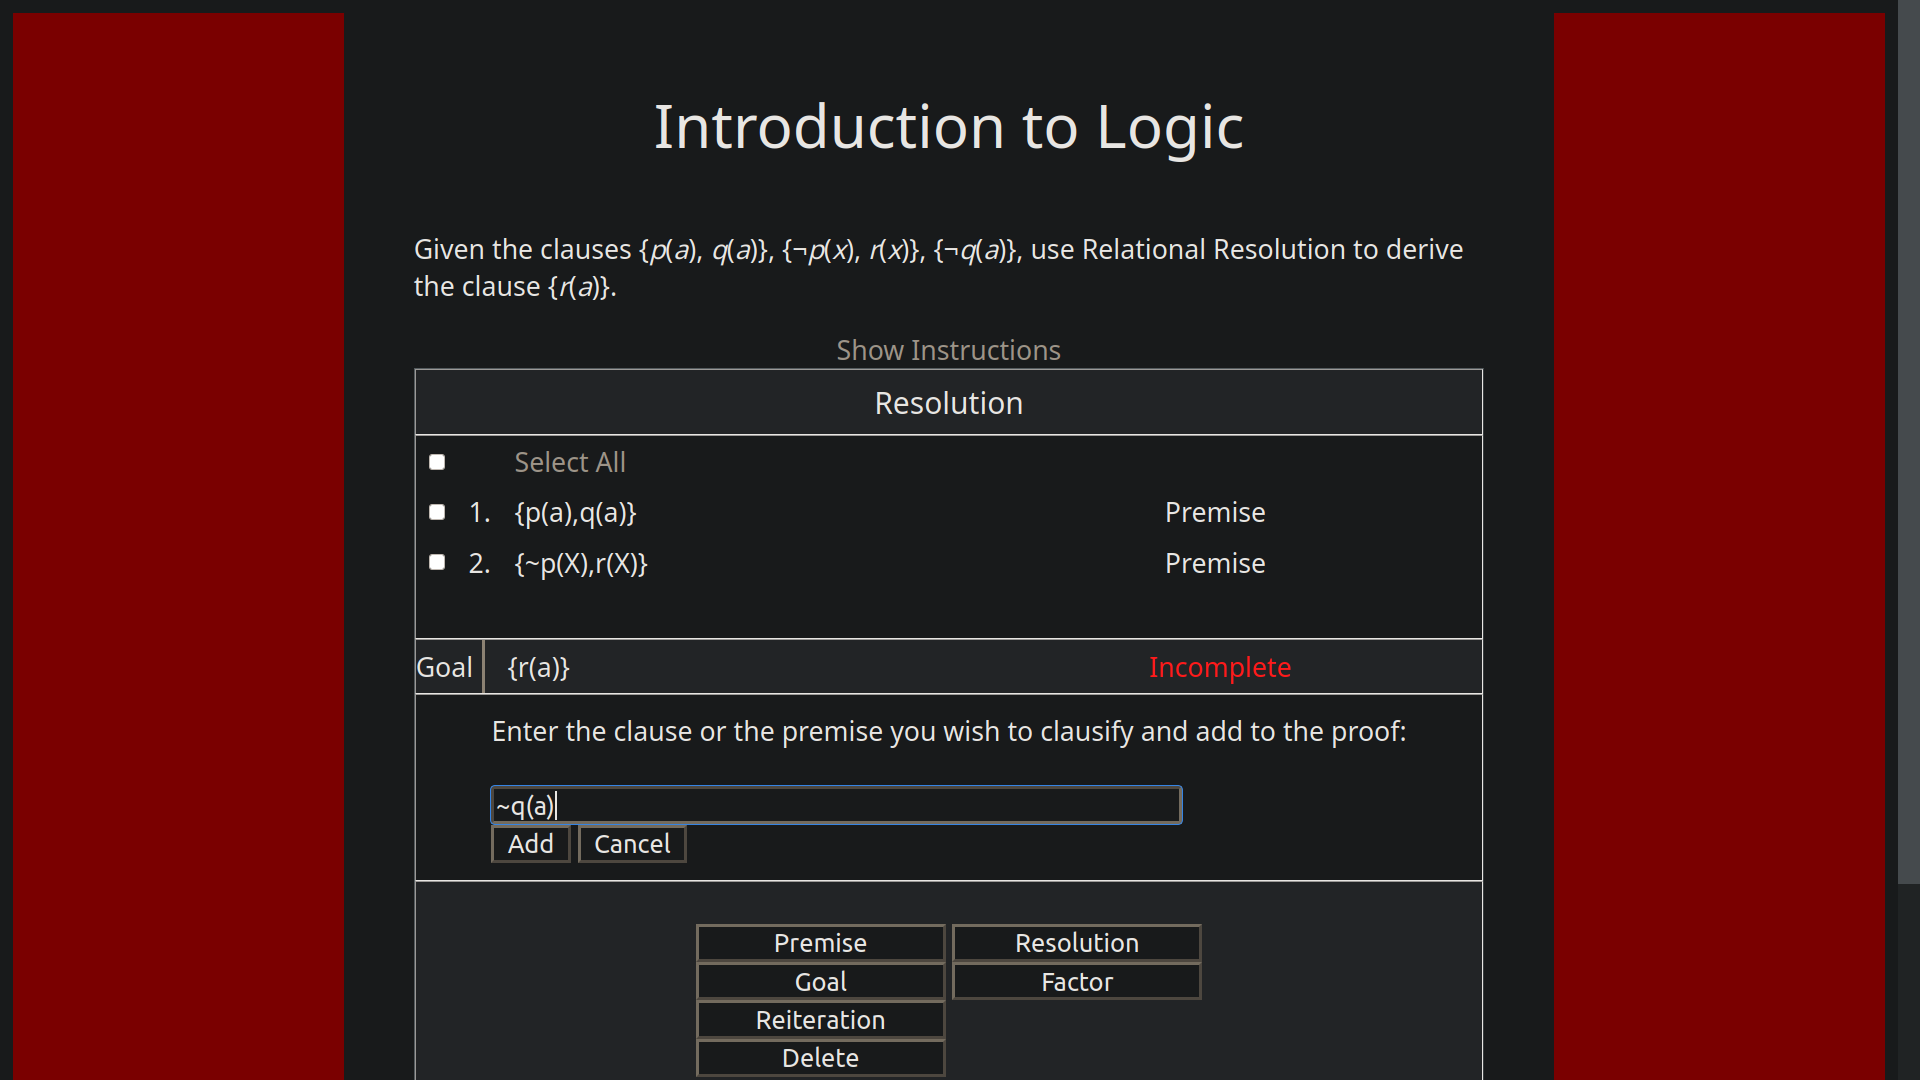 Introduction to Logic
Given the clauses {p(a), q(a)}, {¬p(x), r(x)}, {¬q(a)}, use Relational Resolution to derive
the clause {r(a)}.
Show Instructions
Resolution
Select All
1. {p(a),q(a)} Premise
2. {~p(X),r(X)} Premise
Goal {r(a)} Incomplete
Enter the clause or the premise you wish to clausify and add to the proof:
~q(a)
Add Cancel
Premise Resolution
Goal Factor
Reiteration
Delete